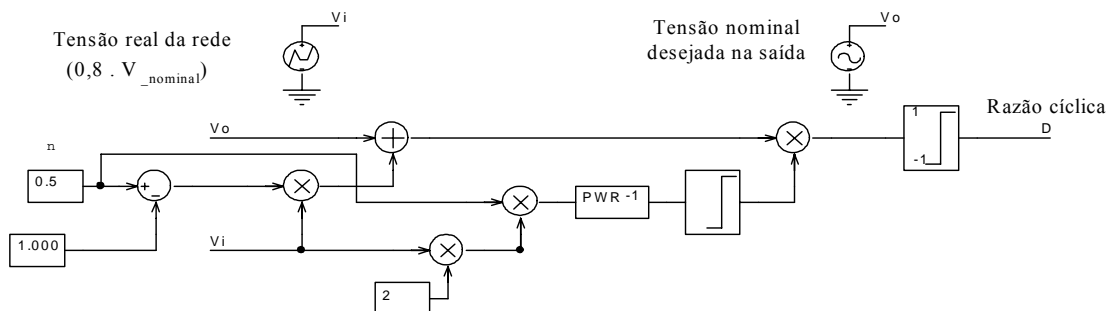 Vi
Vo
Tensão real da rede
(0,8 . V_nominal)
Tensão nominal
desejada na saída
Razão cíclica
1
-1
D
Vo
n
0.5
+
-
PWR -1
1.000
Vi
2